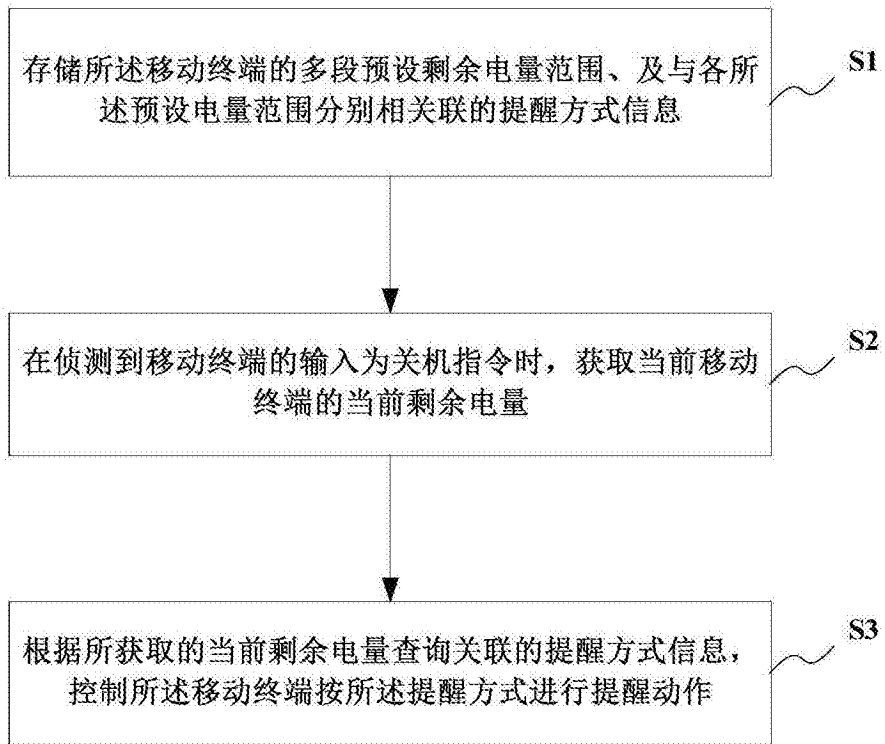 存储所述移动终端的多段预设剩余电量范围、及与各所
述预设电量范围分别相关联的提醒方式信息
S1
在侦测到移动终端的输入为关机指令时，获取当前移动
终端的当前剩余电量
S2
根据所获取的当前剩余电量查询关联的提醒方式信息，
控制所述移动终端按所述提醒方式进行提醒动作
S3